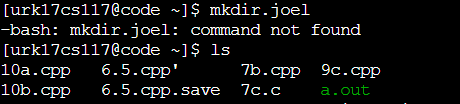 [urk17cs117@code ~]$ mkdir.joel
-bash: mkdir.joel: command not found
[urk17cs117@code ~]$ ls
10a.cpp 6.5.cpp' 7b.cpp 9c.cpp
10b.cpp 6.5.cpp.save 7c.c a.out